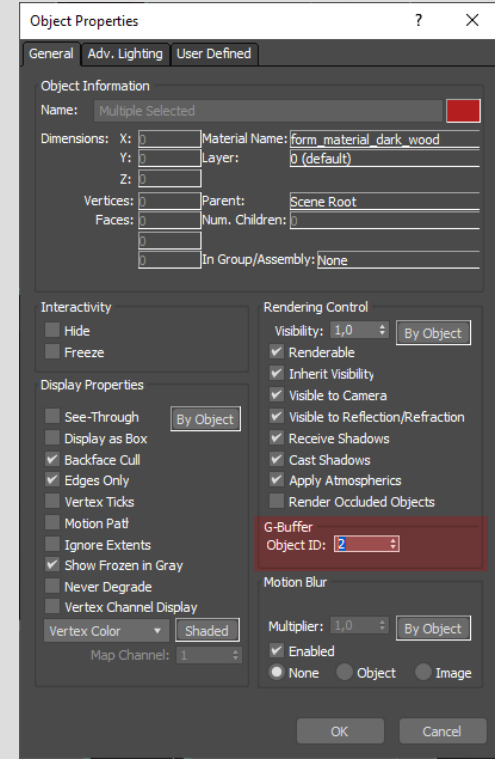 Object Properties ? ×
General Adv. Lighting User Defined
Object Information
Name: Multiple Selected
Dimensions: X: 0 Material Name: form_material_dark_wood
Y: 0 Layer: 0 (default)
Z: 0
Vertices: 0 Parent: Scene Root
Faces: 0 Num. Children: 0
0
0 In Group/Assembly: None
Interactivity
Hide
Freeze
Display Properties
See-Through By Object
Display as Box
Backface Cull
Edges Only
Vertex Ticks
Motion Path
Ignore Extents
Show Frozen in Gray
Never Degrade
Vertex Channel Display
Vertex Color Shaded
Map Channel: 1
Rendering Control
Visibility: 1,0 By Object
Renderable
Inherit Visibility
Visible to Camera
Visible to Reflection/Refraction
Receive Shadows
Cast Shadows
Apply Atmospherics
Render Occluded Objects
G-Buffer
Object ID: 2
Motion Blur
Multiplier: 1,0 By Object
Enabled
None Object Image
OK Cancel